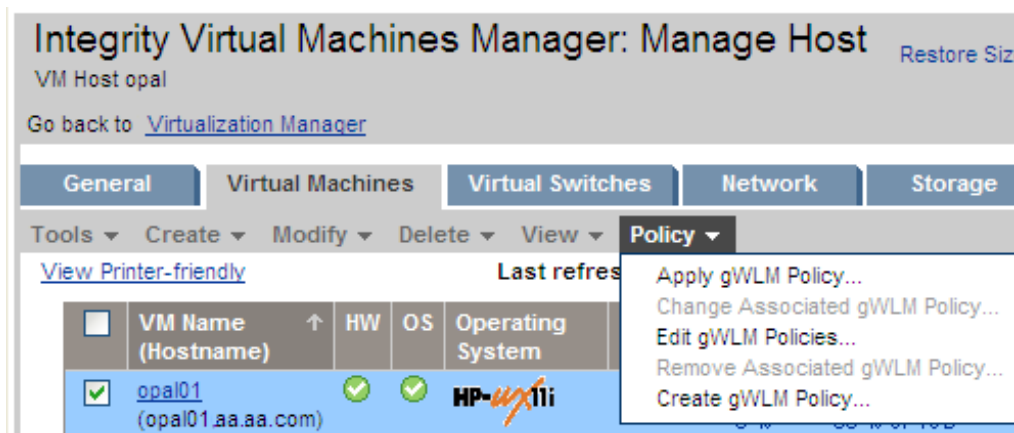 Integrity Virtual Machines Manager: Manage Host Restore Siz
VM Host opal
Go back to Virtualization Manager
General Virtual Machines Virtual Switches Network Storage
Tools Create Modify Delete View Policy
View Printer-friendly Last refres
Apply gWLM Policy...
Change Associated gWLM Policy...
Edit gWLM Policies...
Remove Associated gWLM Policy...
Create gWLM Policy...
VM Name (Hostname) HW OS Operating System
opal01
(opal01.aa.aa.com)
HP-ux11i